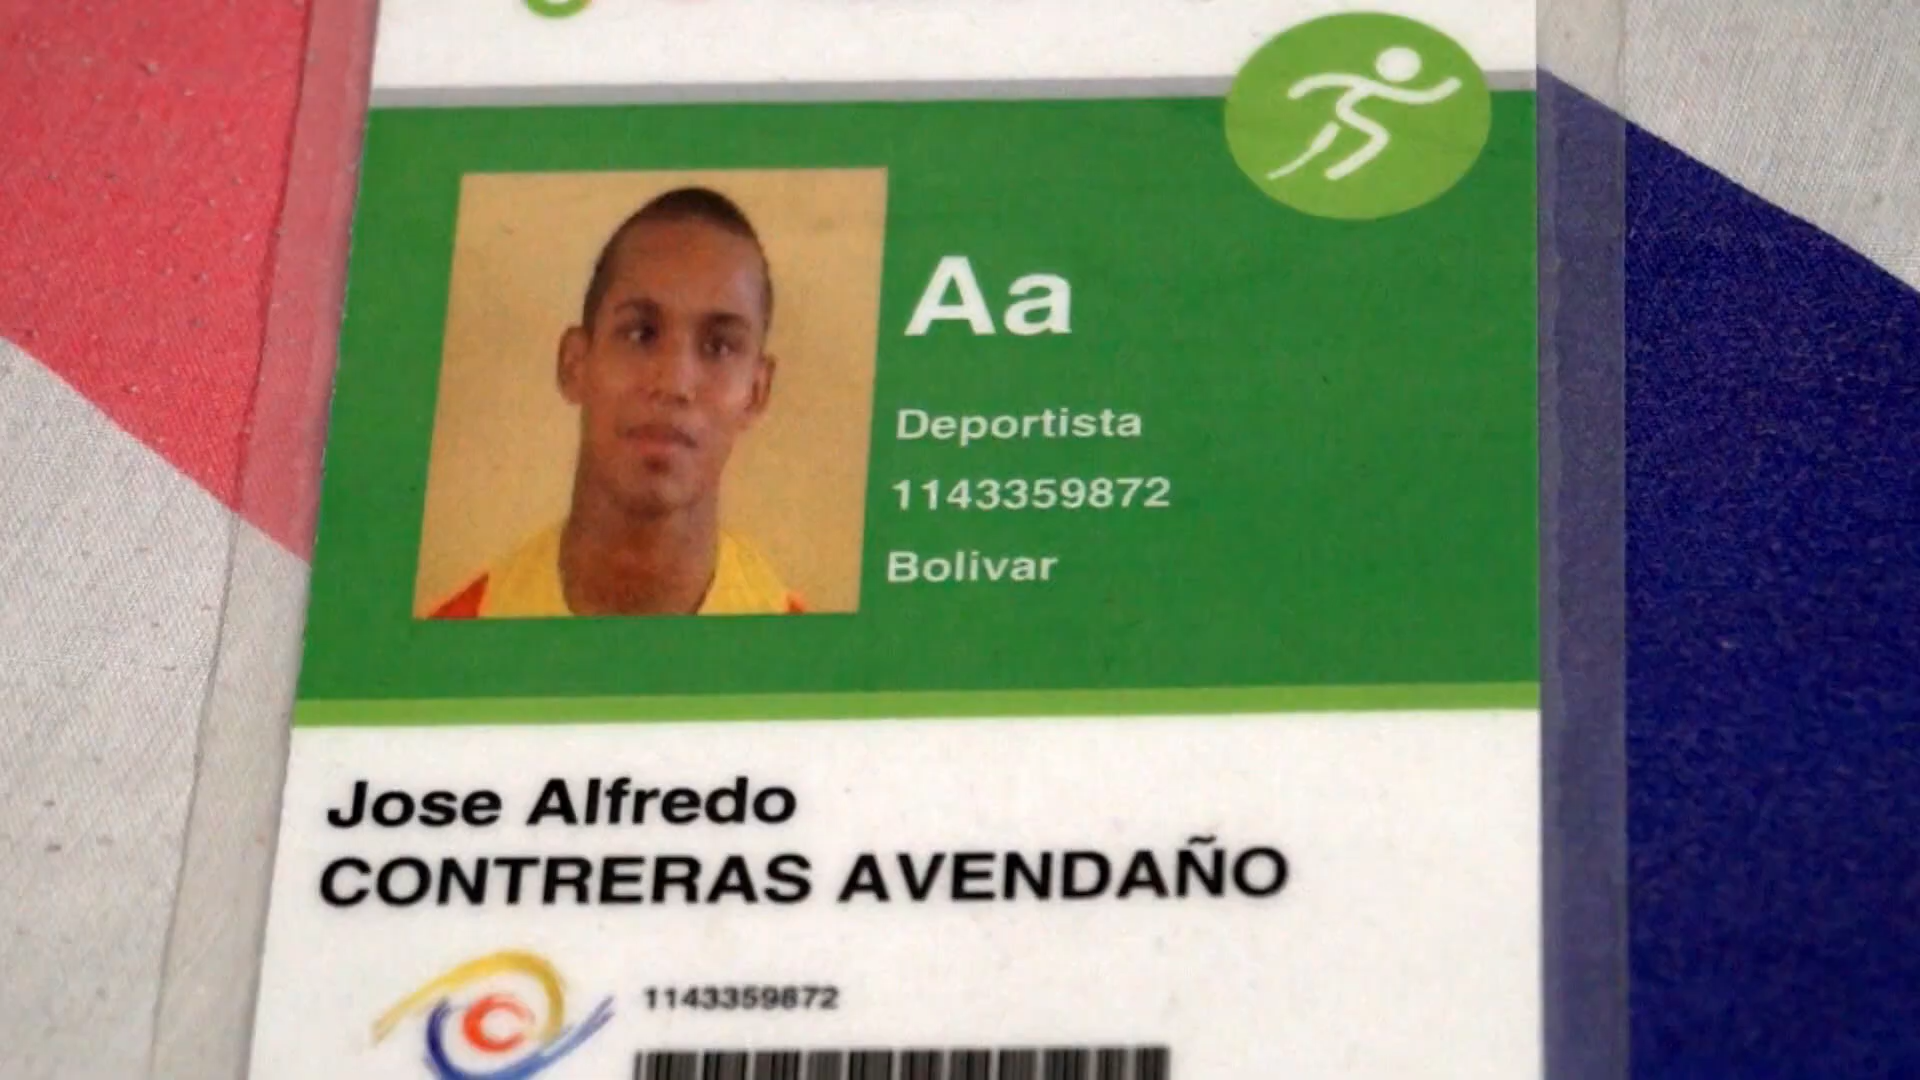 Aa
Deportista
1143359872
Bolivar
Jose Alfredo
CONTRERAS AVENDAÑO
1143359872